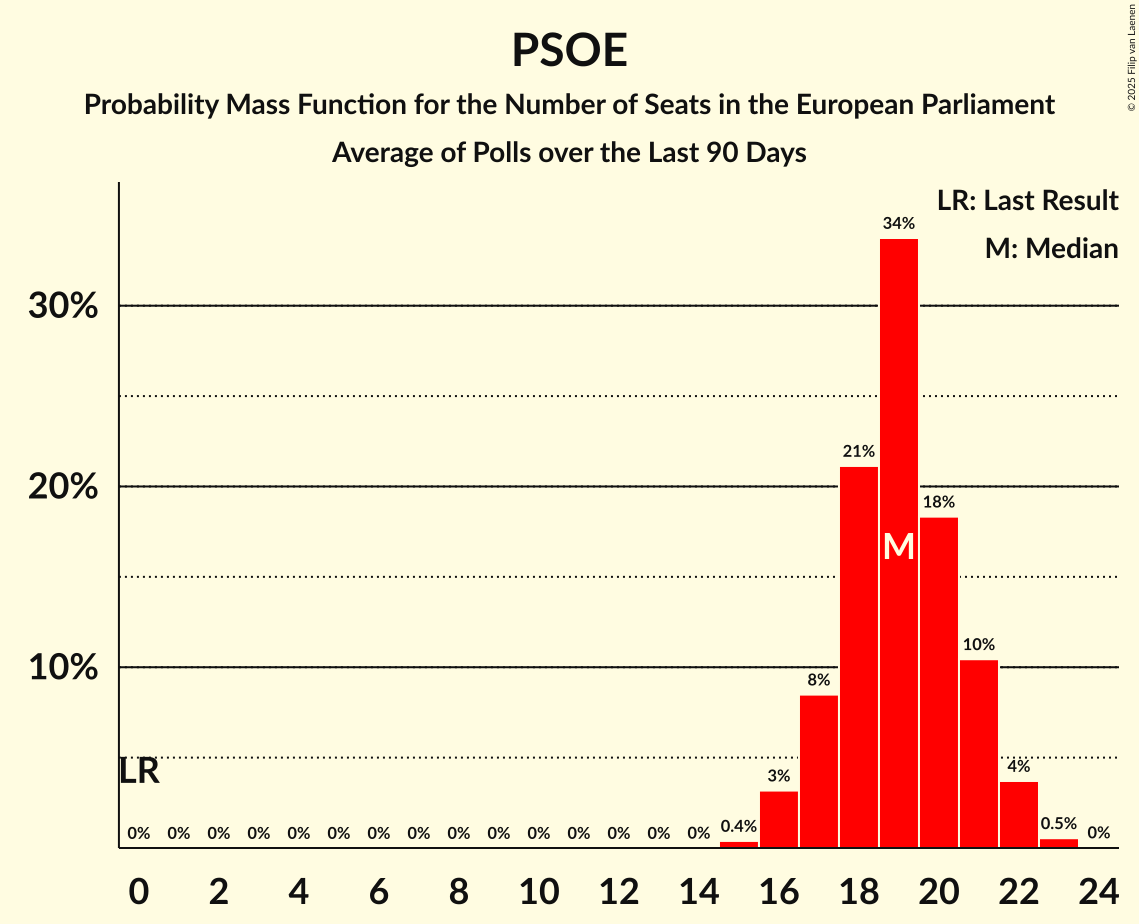 PSOE
Probability Mass Function for the Number of Seats in the European Parliament
Average of Polls over the Last 90 Days
© 2025 Filip van Laenen
LR: Last Result
M: Median
34%
30%
21%
20%
18%
M
10%
10%
8%
LR
3%
4%
0% 0% 0% 0% 0% 0% 0% 0% 0% 0% 0% 0% 0% 0% 0% 0.4% 0.5% 0%
0 2 4 6 8 10 12 14 16 18 20 22 24